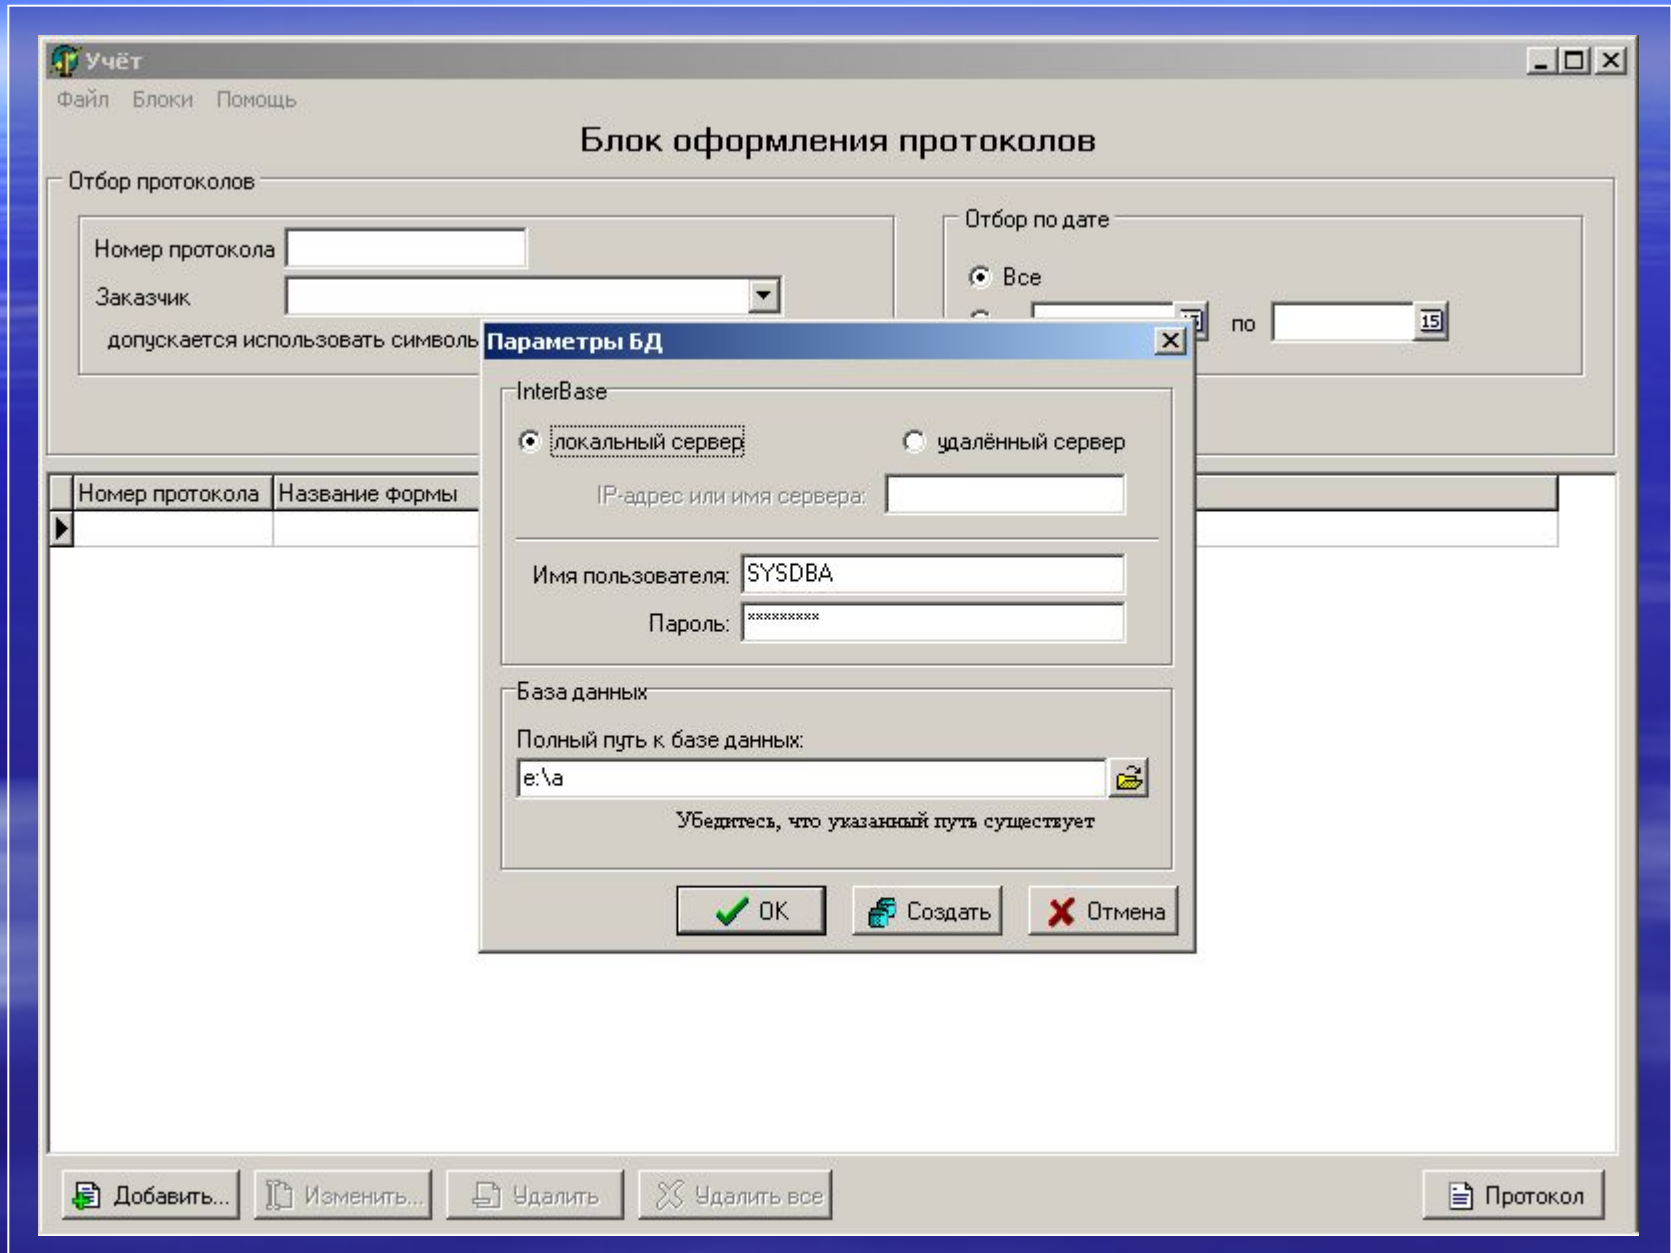 Учёт
Файл Блоки Помощь
Блок оформления протоколов
Отбор протоколов
Отбор по дате
Номер протокола
Все
Заказчик
15 по 15
допускается использовать символь
Параметры БД
InterBase
локальный сервер удалённый сервер
IP-адрес или имя сервера:
Номер протокола Название формы
Имя пользователя: SYSDBA
Пароль: *********
База данных
Полный путь к базе данных:
e:\a
Убедитесь, что указанный путь существует
OK Создать Отмена
Добавить... Изменить... Удалить Удалить все Протокол